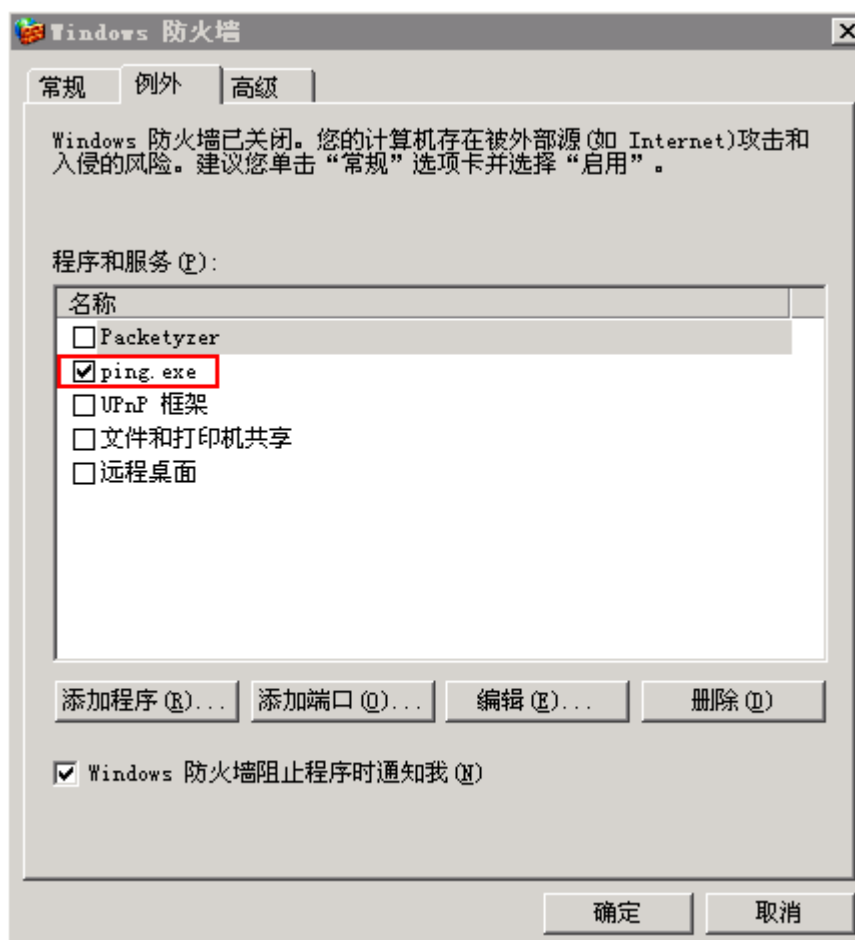 Windows 防火墙
常规 例外 高级
Windows 防火墙已关闭。您的计算机存在被外部源(如 Internet)攻击和
入侵的风险。建议您单击“常规”选项卡并选择“启用”。
程序和服务(P):
名称
Packetyzer
ping.exe
UPnP 框架
文件和打印机共享
远程桌面
添加程序(R)... 添加端口(O)... 编辑(E)... 删除(D)
Windows 防火墙阻止程序时通知我(N)
确定 取消